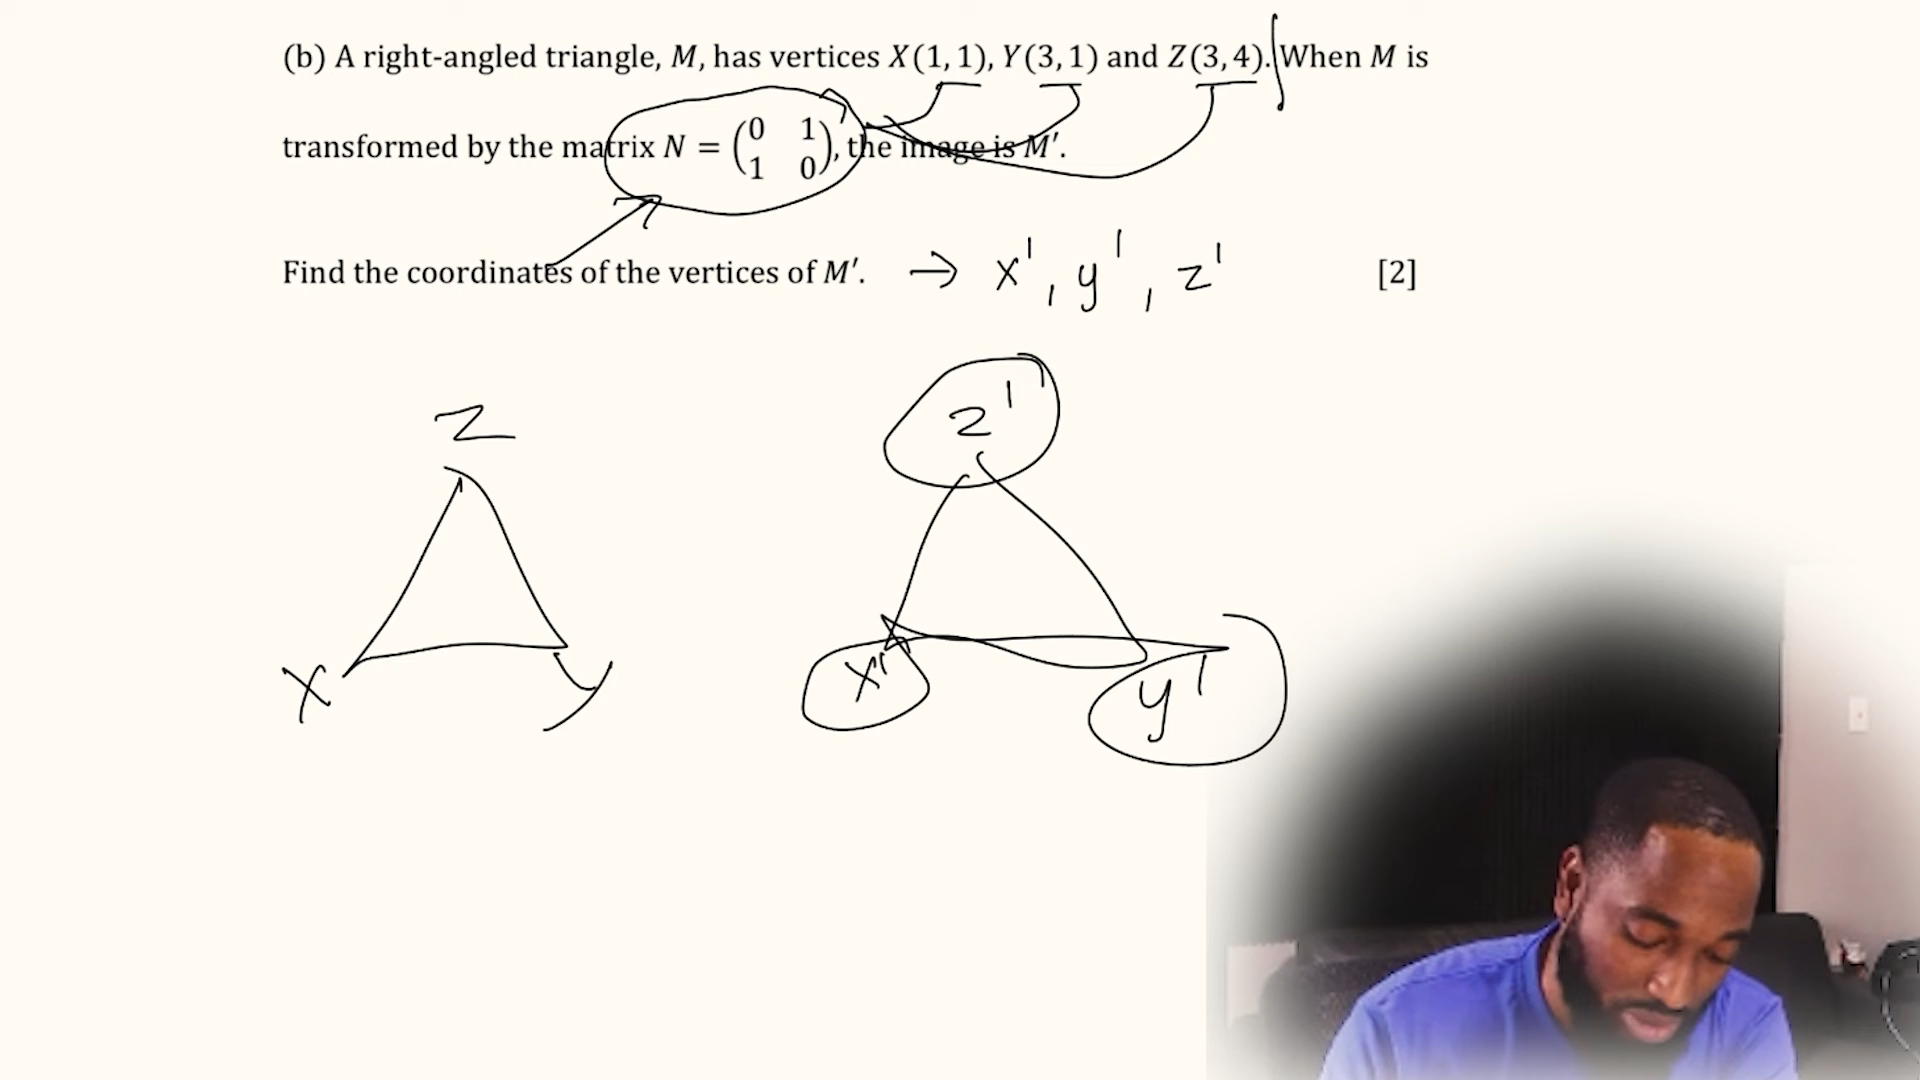 (b) A right-angled triangle, M, has vertices X(1, 1), Y(3, 1) and Z(3, 4). When M is
transformed by the matrix N = (0 1
1 0), the image is M′.
Find the coordinates of the vertices of M′. → x', y', z' [2]
Z z'
X y x' y'